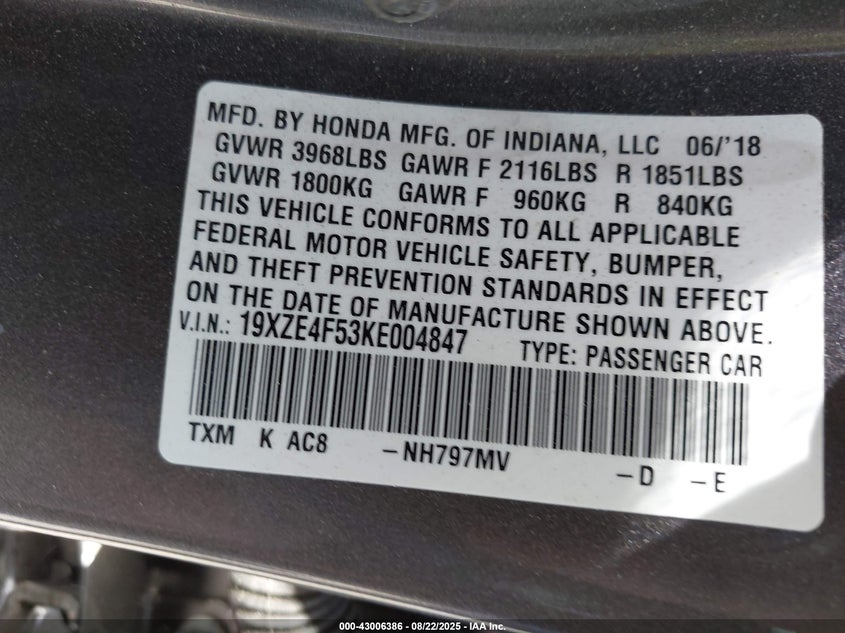 MFD. BY HONDA MFG. OF INDIANA, LLC 06/'18
GVWR 3968LBS GAWR F 2116LBS R 1851LBS
GVWR 1800KG GAWR F 960KG R 840KG
THIS VEHICLE CONFORMS TO ALL APPLICABLE
FEDERAL MOTOR VEHICLE SAFETY, BUMPER,
AND THEFT PREVENTION STANDARDS IN EFFECT
ON THE DATE OF MANUFACTURE SHOWN ABOVE.
V.I.N.: 19XZE4F53KE004847 TYPE: PASSENGER CAR
TXM K AC8 -NH797MV -D -E
000-43006386 - 08/22/2025 - IAA Inc.